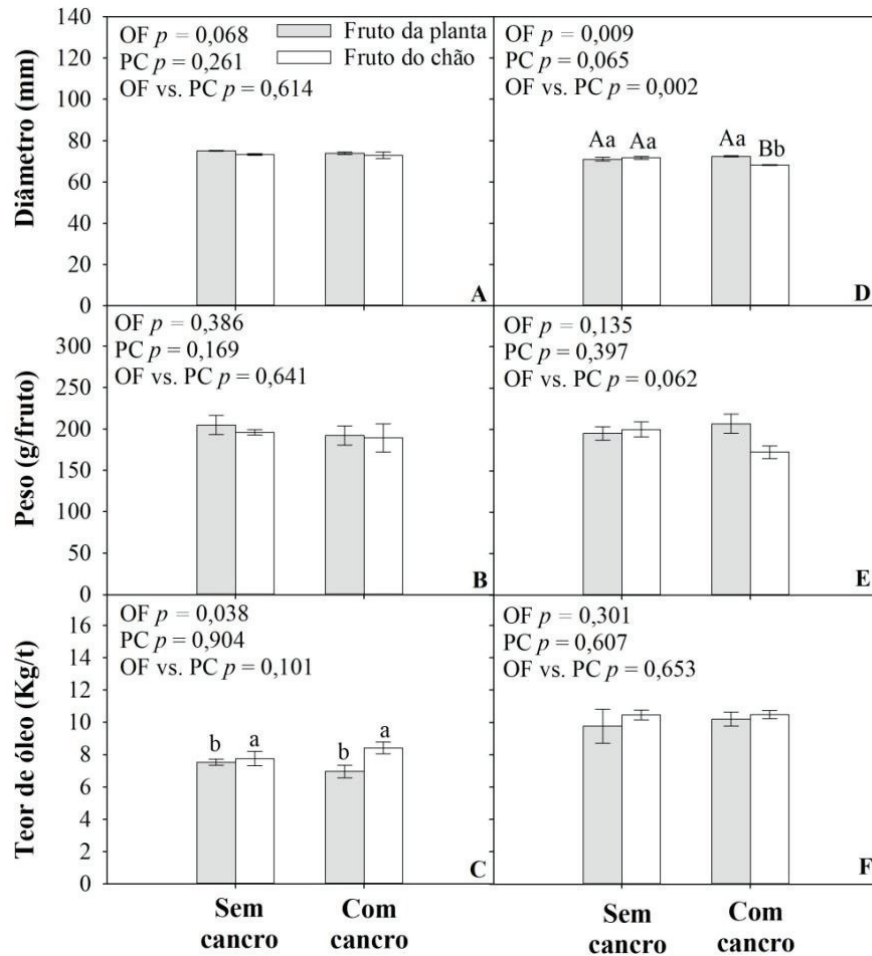 Diâmetro (mm)
140
120
100
80
60
40
20
0
OF p = 0,068
PC p = 0,261
OF vs. PC p = 0,614
Fruto da planta
Fruto do chão
A
OF p = 0,009
PC p = 0,065
OF vs. PC p = 0,002
Aa Aa Aa Bb
D
Peso (g/fruto)
300
250
200
150
100
50
0
OF p = 0,386
PC p = 0,169
OF vs. PC p = 0,641
B
OF p = 0,135
PC p = 0,397
OF vs. PC p = 0,062
E
Teor de óleo (Kg/t)
16
14
12
10
8
6
4
2
0
OF p = 0,038
PC p = 0,904
OF vs. PC p = 0,101
b a b a
C
OF p = 0,301
PC p = 0,607
OF vs. PC p = 0,653
F
Sem
cancro
Com
cancro
Sem
cancro
Com
cancro